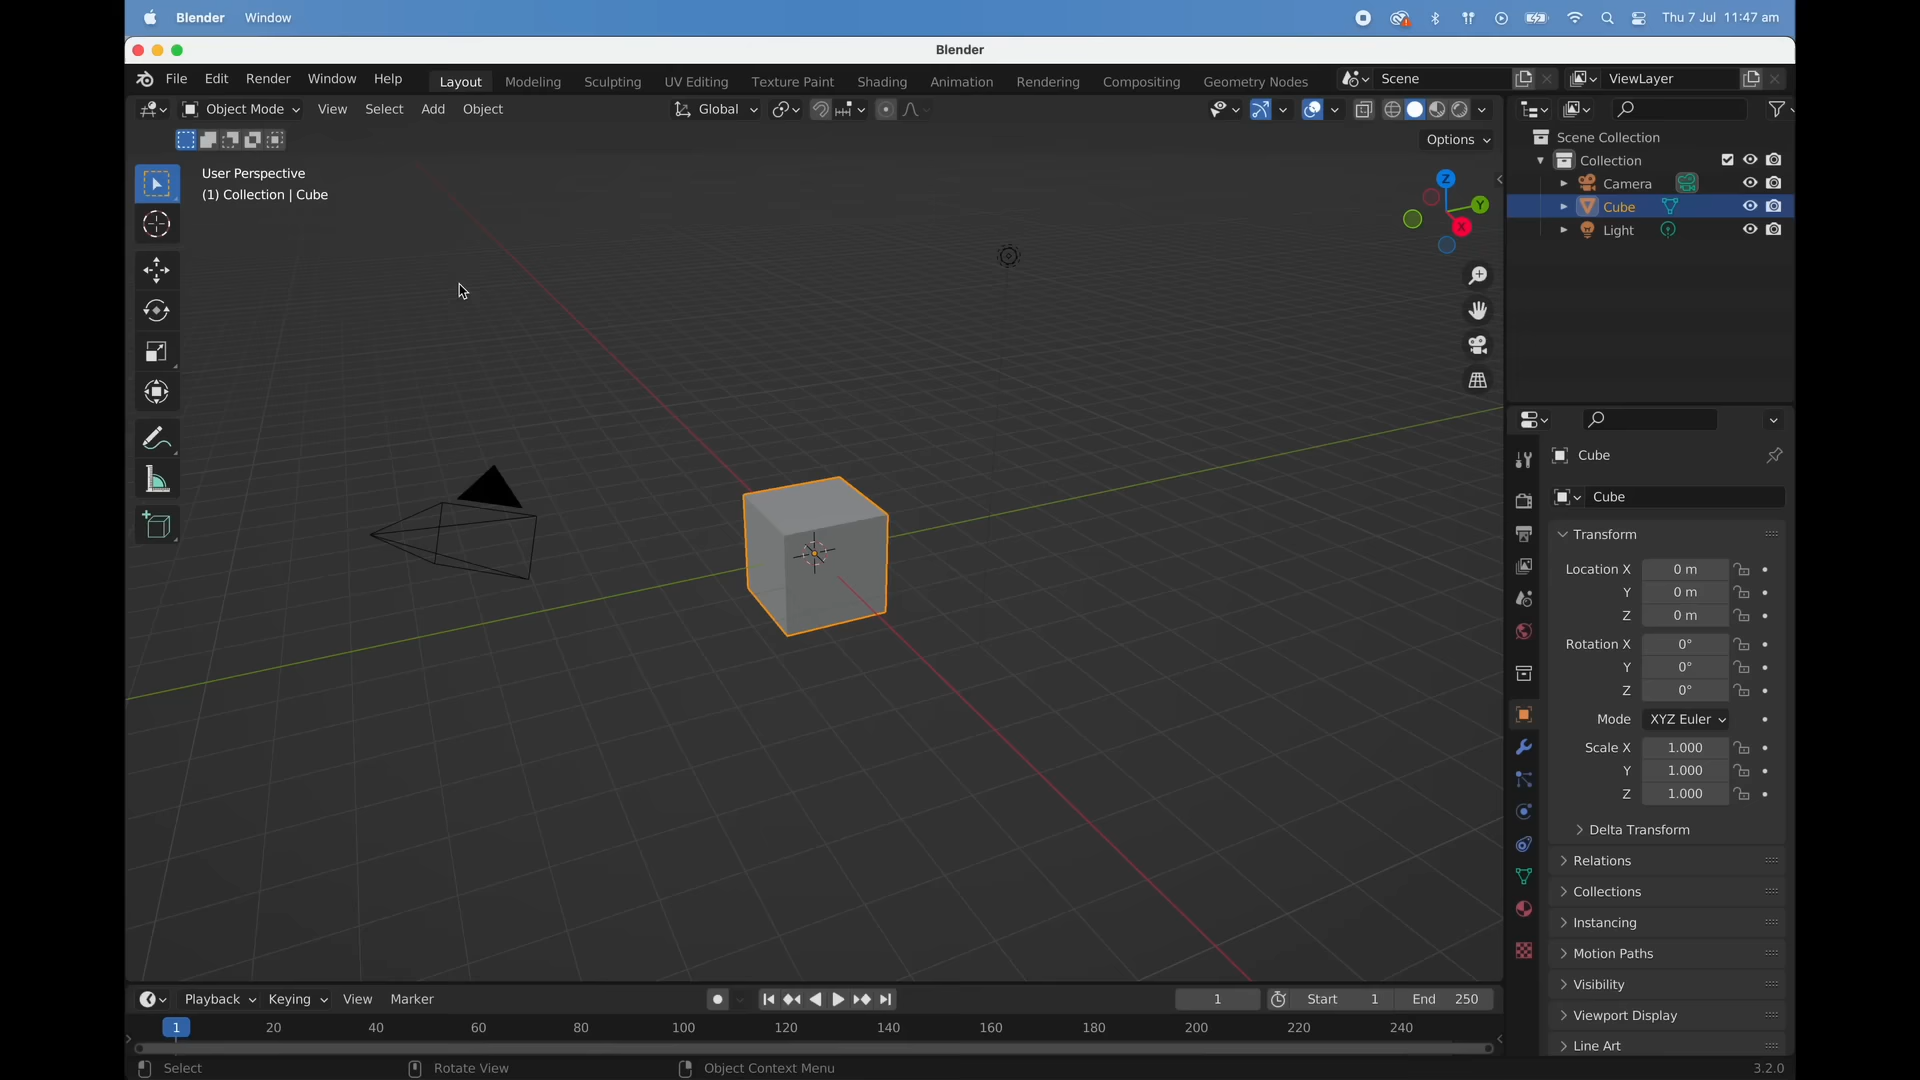 Blender Window Thu 7 Jul 11:47 am
Blender
File Edit Render Window Help Layout Modeling Sculpting UV Editing Texture Paint Shading Animation Rendering Compositing Geometry Nodes Scene ViewLayer
Object Mode View Select Add Object Global
Options
User Perspective
(1) Collection | Cube
Z
Y
X
Scene Collection
Collection
Camera
Cube
Light
Cube
Cube
Transform
Location X 0 m
Y 0 m
Z 0 m
Rotation X 0°
Y 0°
Z 0°
Mode XYZ Euler
Scale X 1.000
Y 1.000
Z 1.000
Delta Transform
Relations
Collections
Instancing
Motion Paths
Visibility
Viewport Display
Line Art
Playback Keying View Marker 1 Start 1 End 250
1 20 40 60 80 100 120 140 160 180 200 220 240
Select Rotate View Object Context Menu 3.2.0